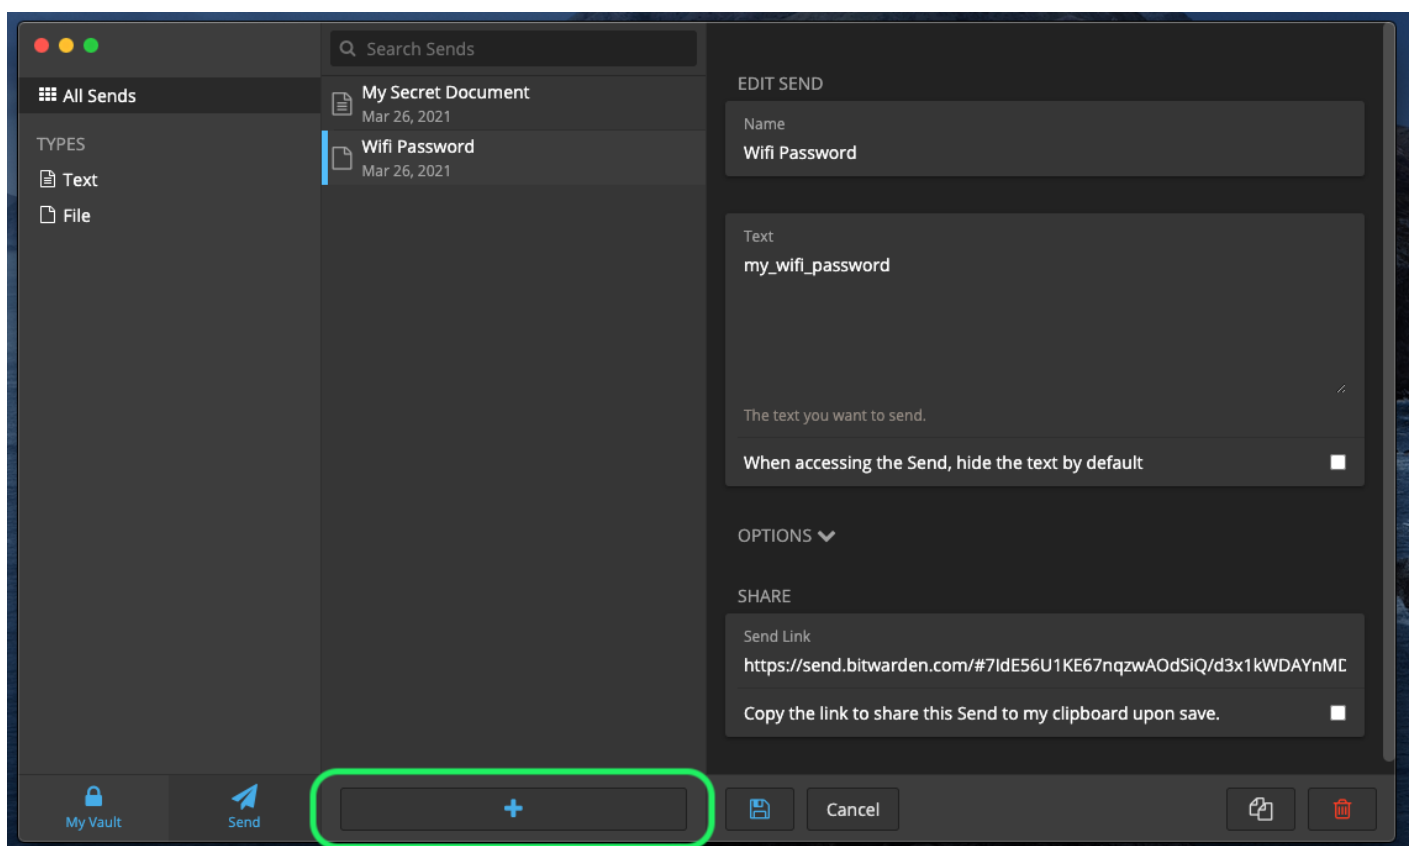 Search Sends
All Sends
TYPES
Text
File
My Secret Document
Mar 26, 2021
Wifi Password
Mar 26, 2021
EDIT SEND
Name
Wifi Password
Text
my_wifi_password
The text you want to send.
When accessing the Send, hide the text by default
OPTIONS
SHARE
Send Link
https://send.bitwarden.com/#7IdE56U1KE67nqzwAOdSiQ/d3x1kWDAYnMD
Copy the link to share this Send to my clipboard upon save.
My Vault
Send
Cancel